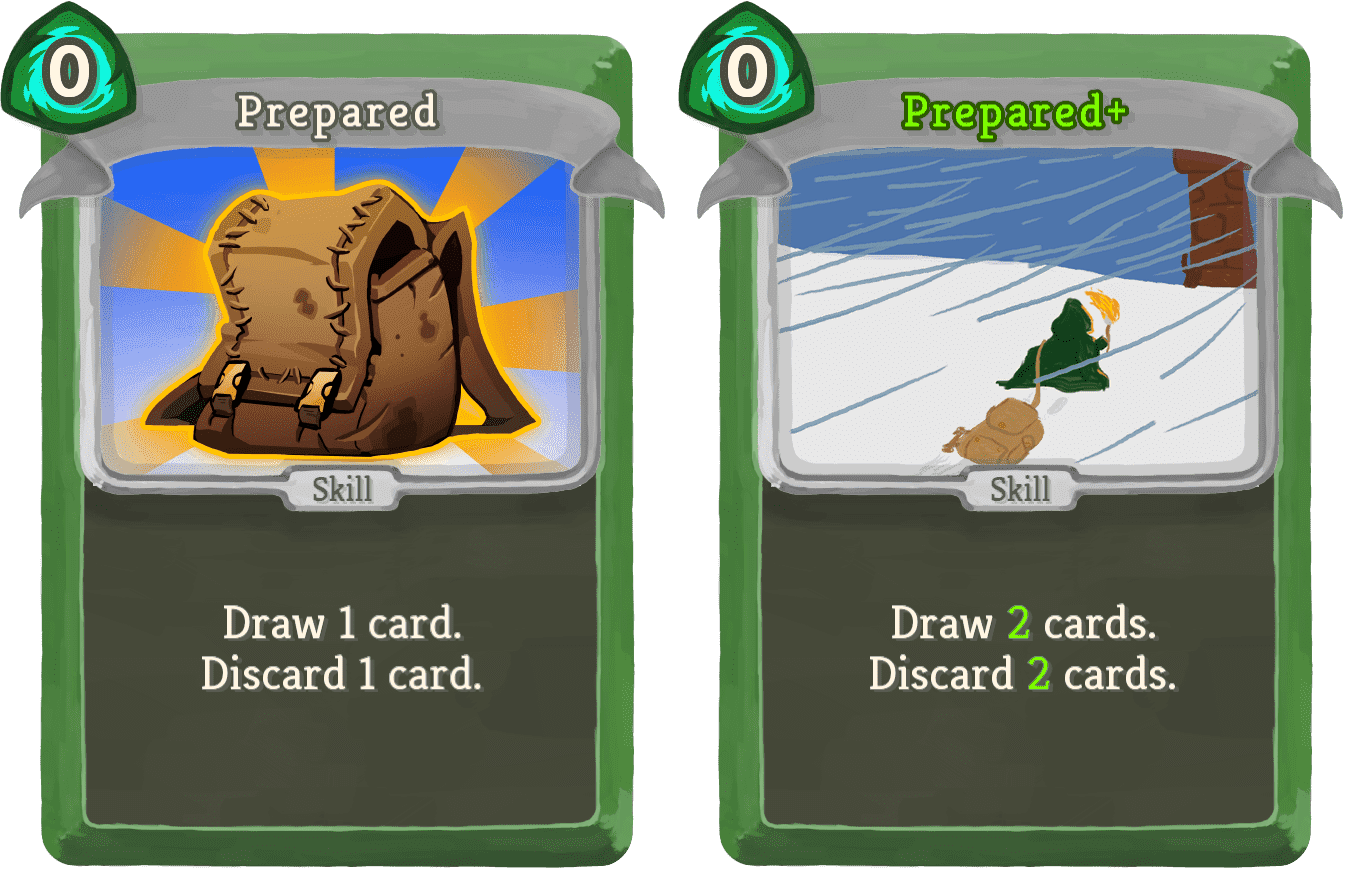 0
Prepared
Skill
Draw 1 card.
Discard 1 card.
0
Prepared+
Skill
Draw 2 cards.
Discard 2 cards.